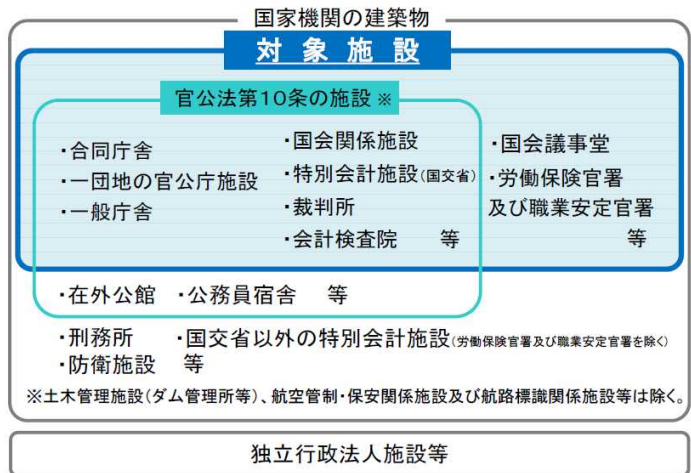 国家機関の建築物
対象施設
官公法第10条の施設 ※
・合同庁舎
・一団地の官公庁施設
・一般庁舎
・国会関係施設
・特別会計施設(国交省)
・裁判所
・会計検査院　等
・国会議事堂
・労働保険官署
及び職業安定官署
等
・在外公館　・公務員宿舎　等
・刑務所　・国交省以外の特別会計施設(労働保険官署及び職業安定官署を除く)
・防衛施設　等
※土木管理施設(ダム管理所等)、航空管制・保安関係施設及び航路標識関係施設等は除く。
独立行政法人施設等